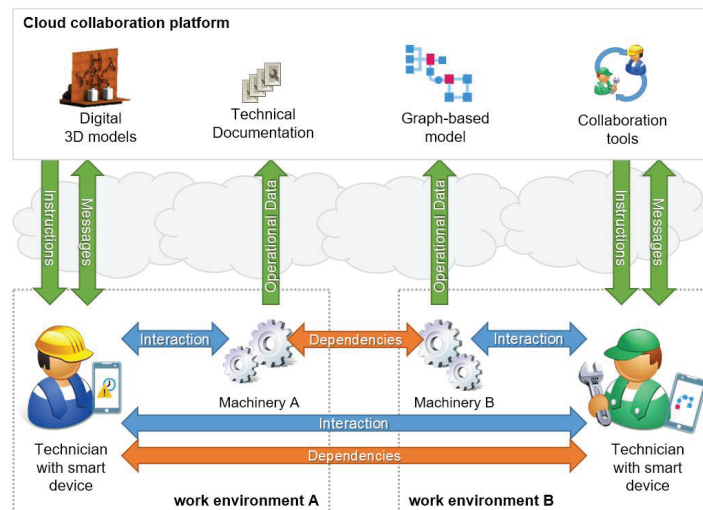 Cloud collaboration platform
Digital
3D models
Technical
Documentation
Graph-based
model
Collaboration
tools
Instructions
Messages
Operational Data
Operational Data
Instructions
Messages
Interaction
Dependencies
Interaction
Machinery A
Machinery B
Interaction
Dependencies
Technician
with smart
device
Technician
with smart
device
work environment A
work environment B